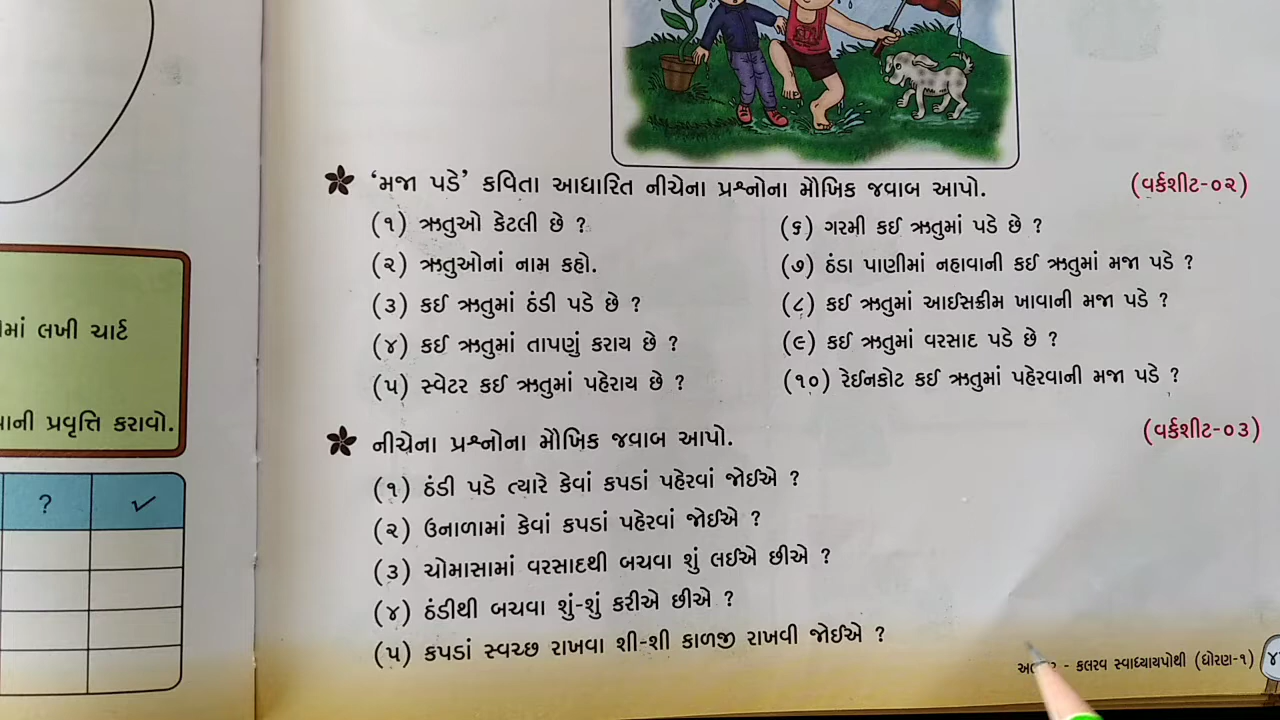 'મજા પડે' કવિતા આધારિત નીચેના પ્રશ્નોના મૌખિક જવાબ આપો. (વર્કશીટ-૦૨)
(૧) ઋતુઓ કેટલી છે ?
(૨) ઋતુઓનાં નામ કહો.
(૩) કઈ ઋતુમાં ઠંડી પડે છે ?
(૪) કઈ ઋતુમાં તાપણું કરાય છે ?
(૫) સ્વેટર કઈ ઋતુમાં પહેરાય છે ?
(૬) ગરમી કઈ ઋતુમાં પડે છે ?
(૭) ઠંડા પાણીમાં નહાવાની કઈ ઋતુમાં મજા પડે ?
(૮) કઈ ઋતુમાં આઈસક્રીમ ખાવાની મજા પડે ?
(૯) કઈ ઋતુમાં વરસાદ પડે છે ?
(૧૦) રેઈનકોટ કઈ ઋતુમાં પહેરવાની મજા પડે ?
નીચેના પ્રશ્નોના મૌખિક જવાબ આપો. (વર્કશીટ-૦૩)
(૧) ઠંડી પડે ત્યારે કેવાં કપડાં પહેરવાં જોઈએ ?
(૨) ઉનાળામાં કેવાં કપડાં પહેરવાં જોઈએ ?
(૩) ચોમાસામાં વરસાદથી બચવા શું લઈએ છીએ ?
(૪) ઠંડીથી બચવા શું-શું કરીએ છીએ ?
(૫) કપડાં સ્વચ્છ રાખવા શી-શી કાળજી રાખવી જોઈએ ?
- કલરવ સ્વાધ્યાયપોથી (ધોરણ-૧)
લખી ચાર્ટ
પ્રવૃત્તિ કરાવો.
? ✓